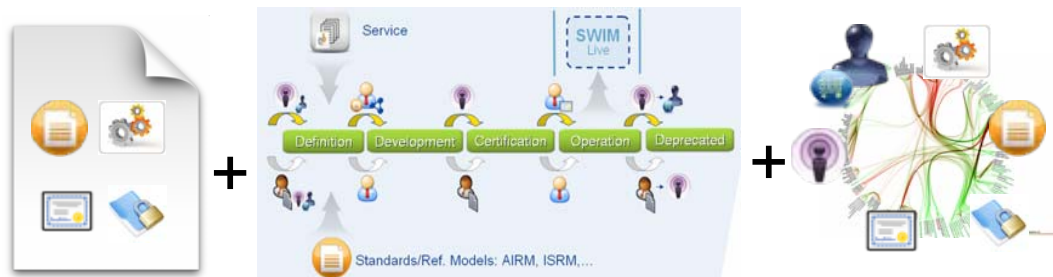 Service
SWIM
Live
Definition
Development
Certification
Operation
Deprecated
Standards/Ref. Models: AIRM, ISRM,...